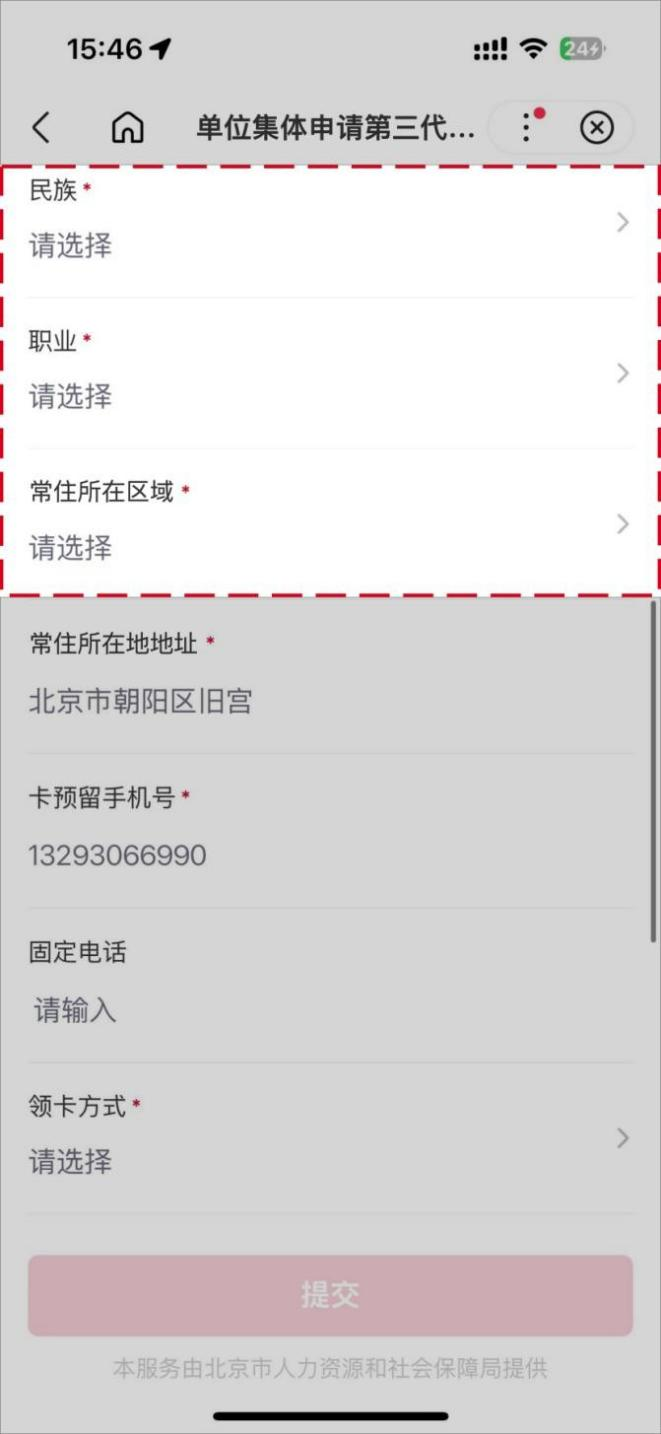 15:46
24
单位集体申请第三代...
民族 *
请选择
职业 *
请选择
常住所在区域 *
请选择
常住所在地地址 *
北京市朝阳区旧宫
卡预留手机号 *
13293066990
固定电话
请输入
领卡方式 *
请选择
提交
本服务由北京市人力资源和社会保障局提供